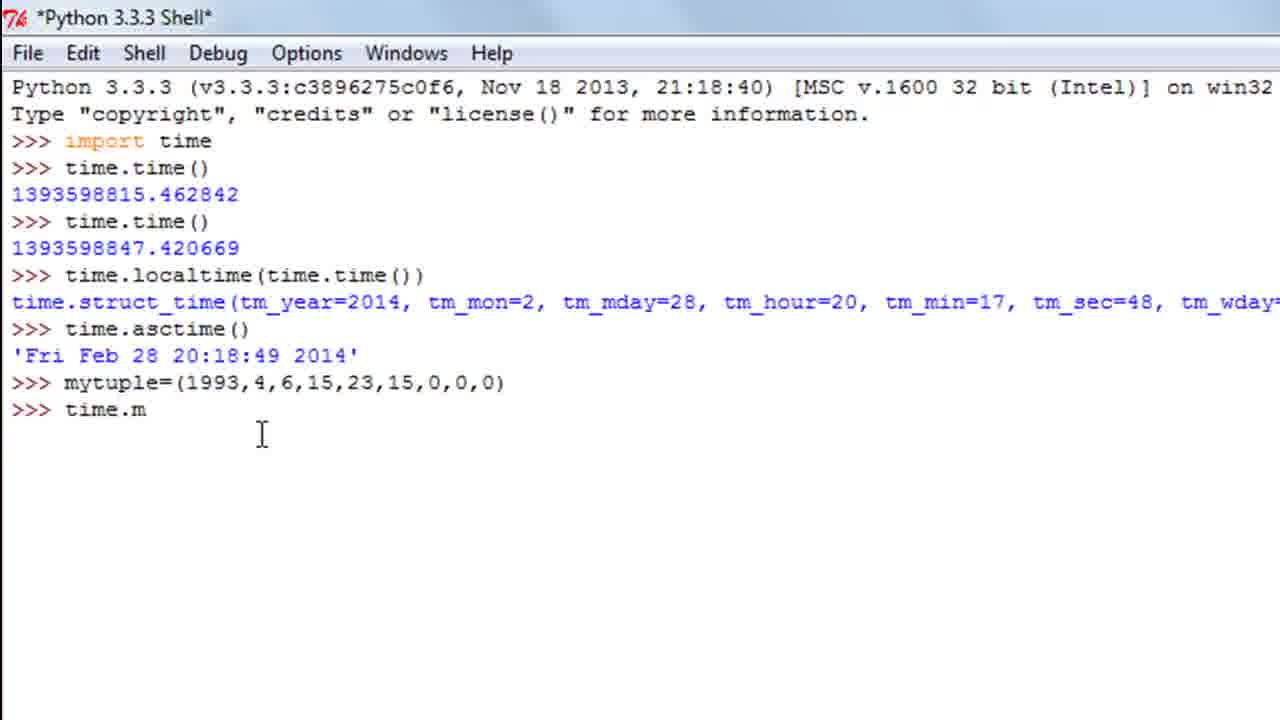 *Python 3.3.3 Shell*
File Edit Shell Debug Options Windows Help
Python 3.3.3 (v3.3.3:c3896275c0f6, Nov 18 2013, 21:18:40) [MSC v.1600 32 bit (Intel)] on win32
Type "copyright", "credits" or "license()" for more information.
>>> import time
>>> time.time()
1393598815.462842
>>> time.time()
1393598847.420669
>>> time.localtime(time.time())
time.struct_time(tm_year=2014, tm_mon=2, tm_mday=28, tm_hour=20, tm_min=17, tm_sec=48, tm_wday=
>>> time.asctime()
'Fri Feb 28 20:18:49 2014'
>>> mytuple=(1993,4,6,15,23,15,0,0,0)
>>> time.m